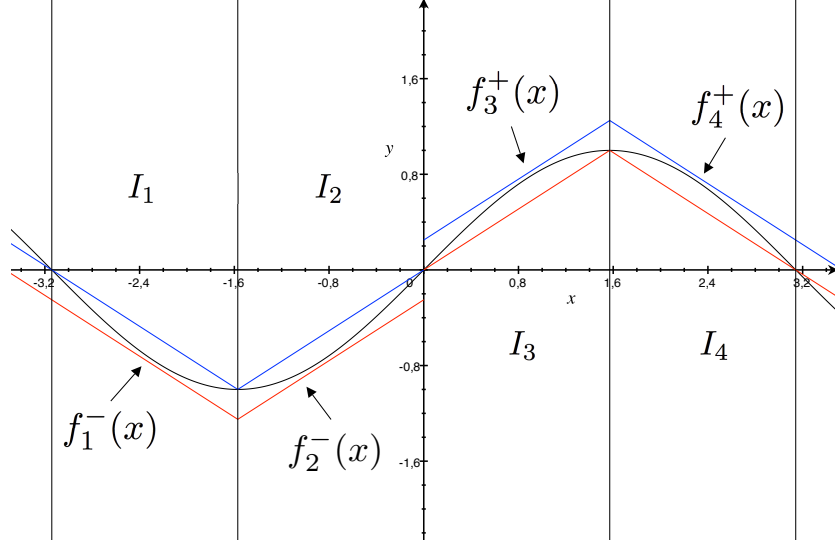 1,6
f₃⁺(x)
f₄⁺(x)
y
0,8
I₁
I₂
-3,2 -2,4 -1,6 -0,8 0 0,8 1,6 2,4 3,2
x
I₃
I₄
-0,8
f₁⁻(x)
f₂⁻(x)
-1,6